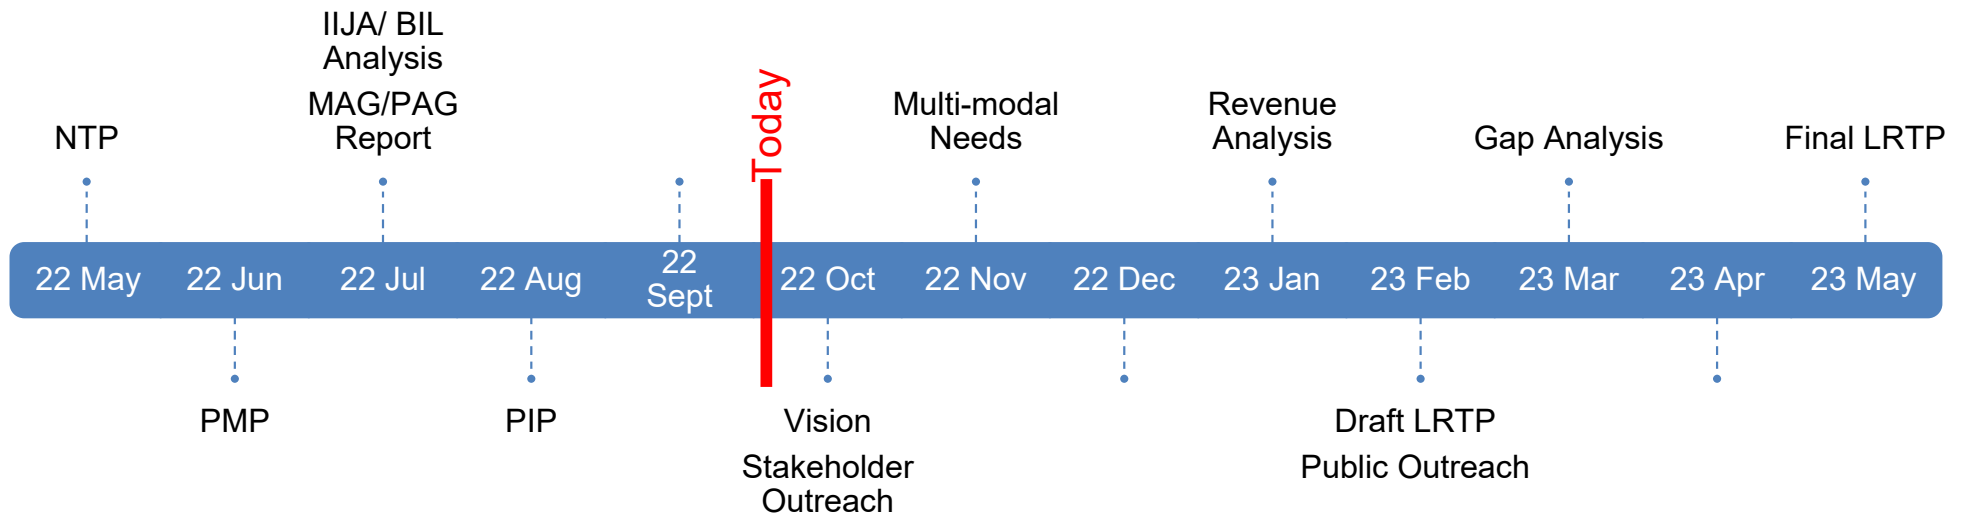 IIJA/ BIL
Analysis
MAG/PAG
Report
NTP
Today
Multi-modal
Needs
Revenue
Analysis
Gap Analysis
Final LRTP
22 May
22 Jun
22 Jul
22 Aug
22
Sept
22 Oct
22 Nov
22 Dec
23 Jan
23 Feb
23 Mar
23 Apr
23 May
PMP
PIP
Vision
Stakeholder
Outreach
Draft LRTP
Public Outreach